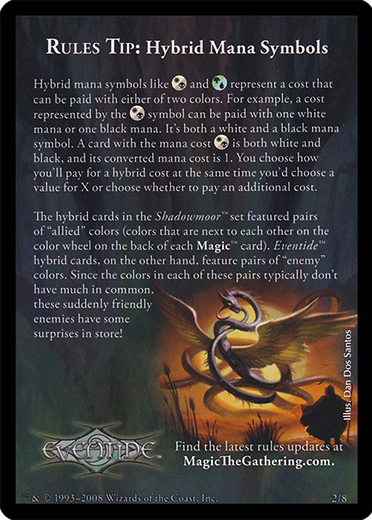 RULES TIP: Hybrid Mana Symbols
Hybrid mana symbols like and represent a cost that
can be paid with either of two colors. For example, a cost
represented by the symbol can be paid with one white
mana or one black mana. It's both a white and a black mana
symbol. A card with the mana cost is both white and
black, and its converted mana cost is 1. You choose how
you'll pay for a hybrid cost at the same time you'd choose a
value for X or choose whether to pay an additional cost.
The hybrid cards in the Shadowmoor™ set featured pairs
of "allied" colors (colors that are next to each other on the
color wheel on the back of each Magic™ card). Eventide™
hybrid cards, on the other hand, feature pairs of "enemy"
colors. Since the colors in each of these pairs typically don't
have much in common,
these suddenly friendly
enemies have some
surprises in store!
Illus. Dan Dos Santos
EVENTIDE™
Find the latest rules updates at
MagicTheGathering.com.
™ & © 1993–2008 Wizards of the Coast, Inc.
2/8